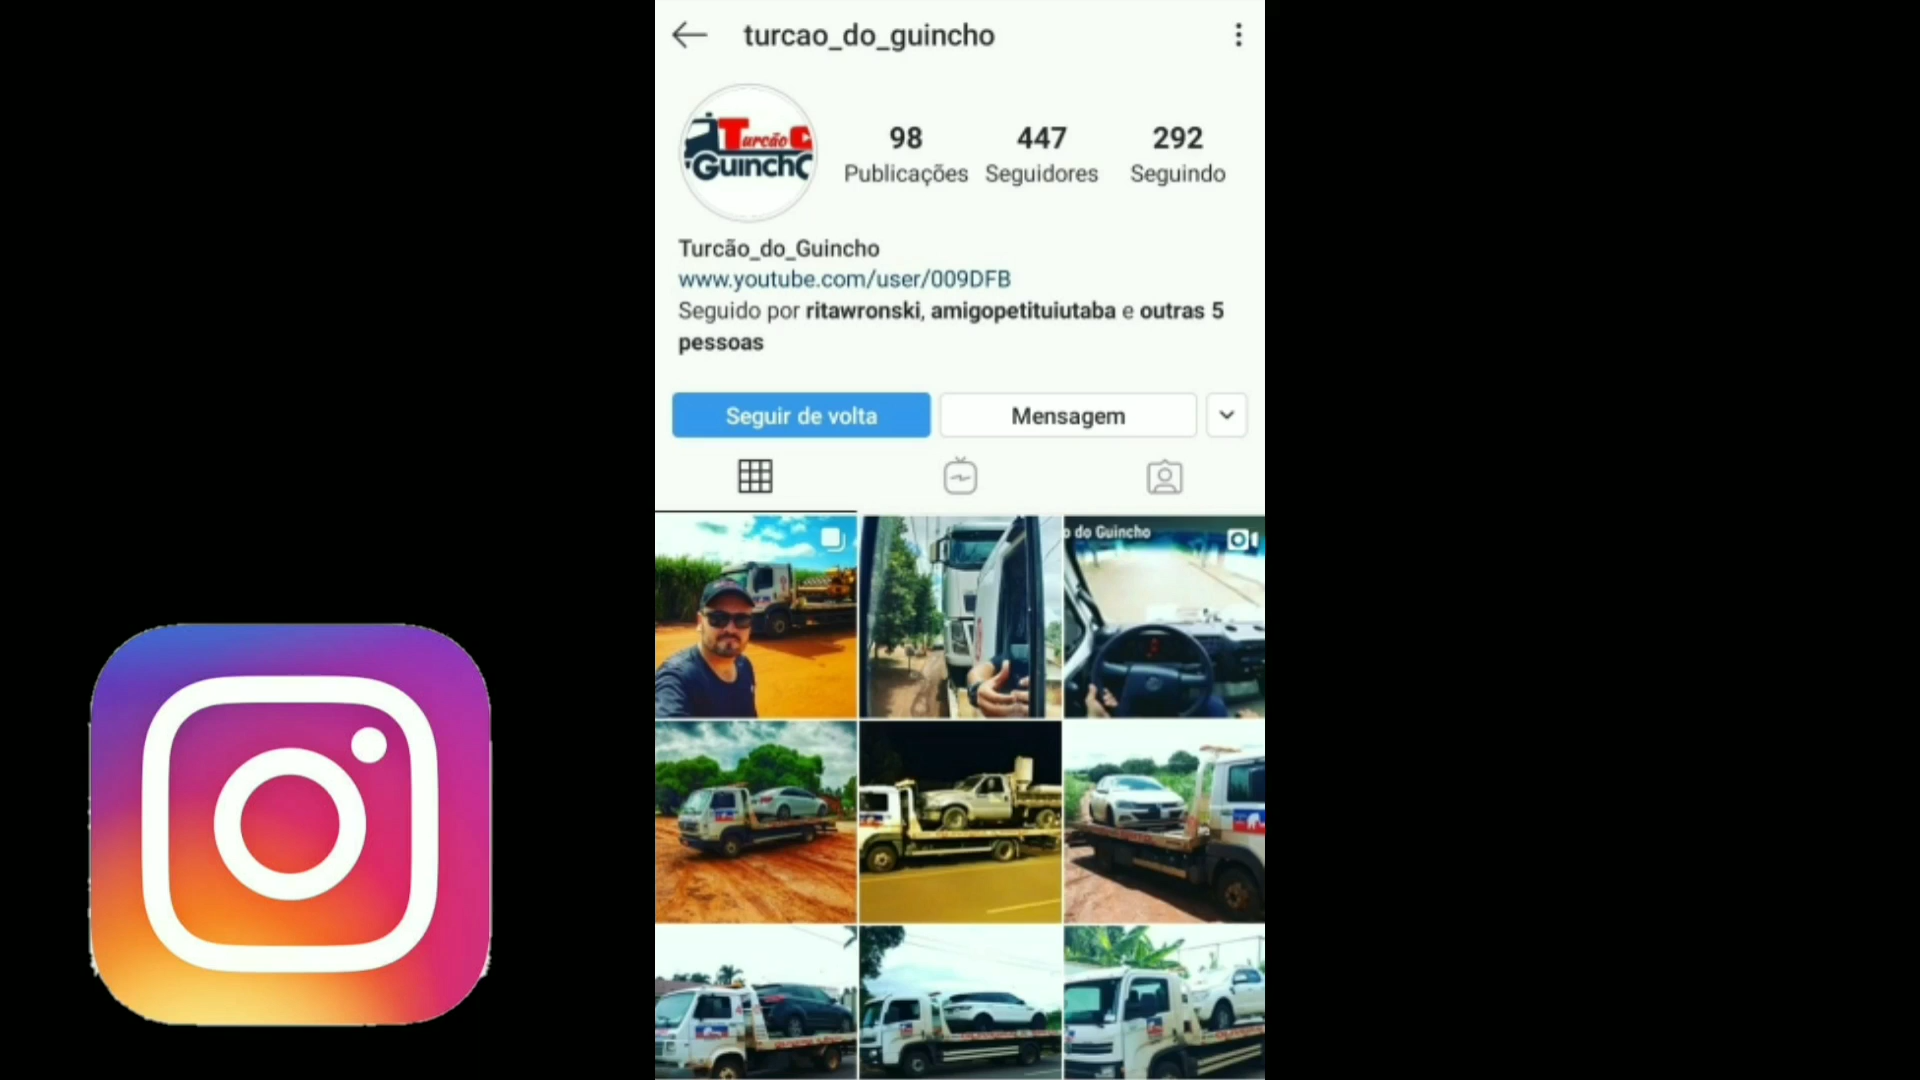 turcao_do_guincho
Turcão
Guincho
98
Publicações
447
Seguidores
292
Seguindo
Turcão_do_Guincho
www.youtube.com/user/009DFB
Seguido por ritawronski, amigopetituiutaba e outras 5
pessoas
Seguir de volta
Mensagem
o do Guincho